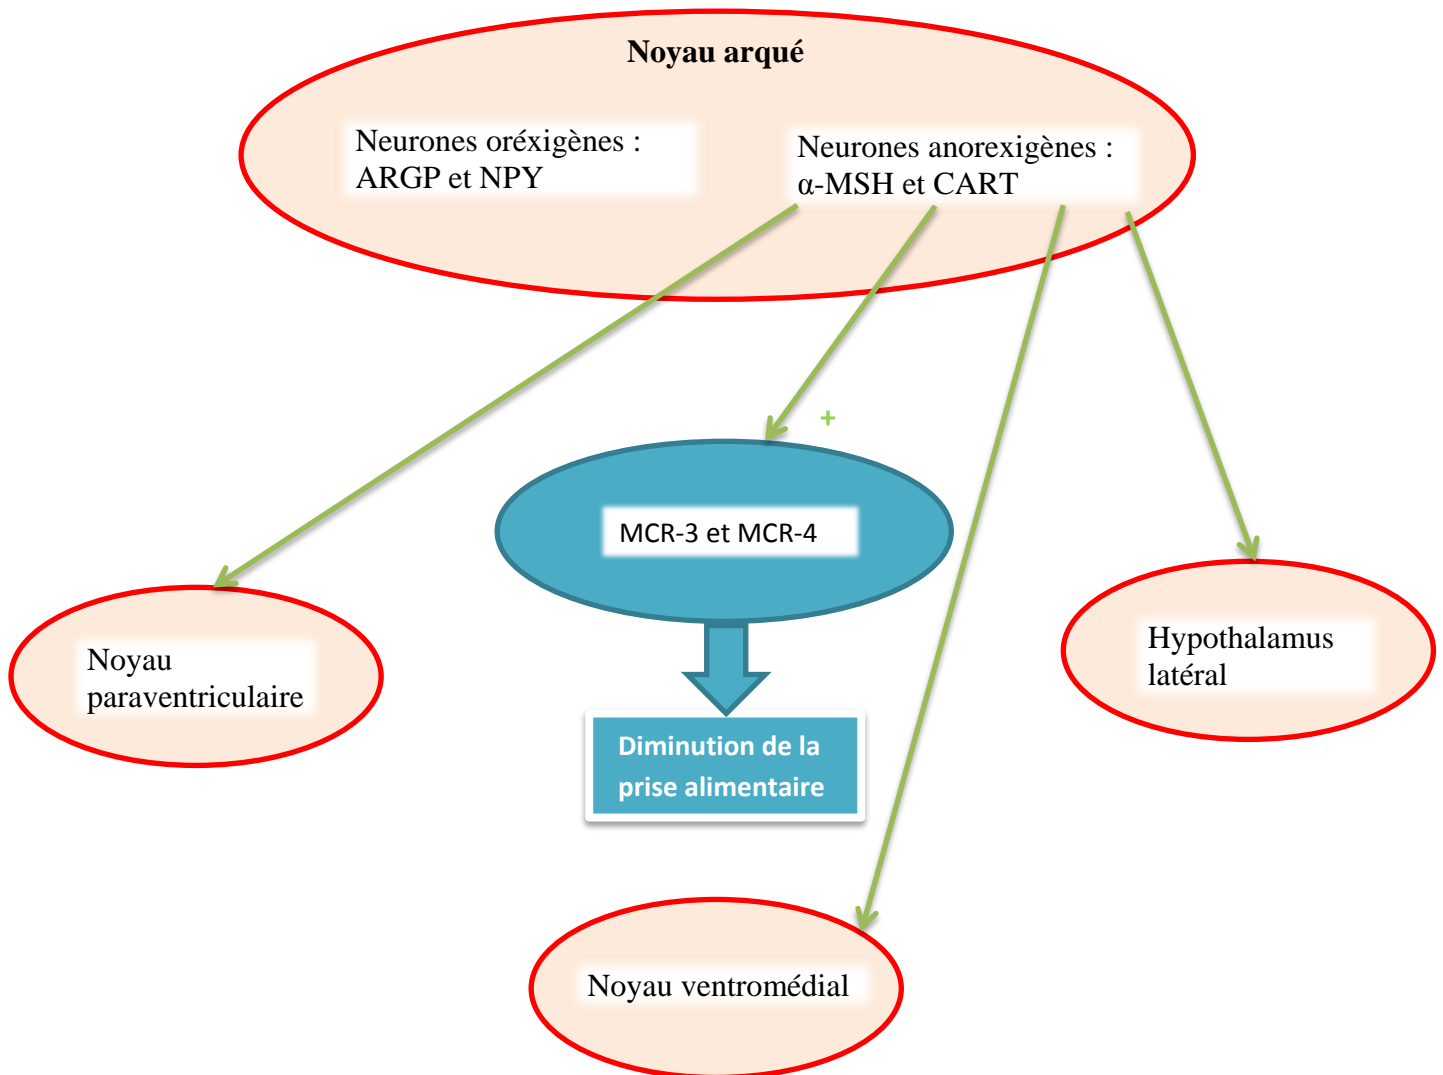 Noyau arqué
Neurones oréxigènes :
ARGP et NPY
Neurones anorexigènes :
α-MSH et CART
+
MCR-3 et MCR-4
Noyau
paraventriculaire
Hypothalamus
latéral
Diminution de la
prise alimentaire
Noyau ventromédial